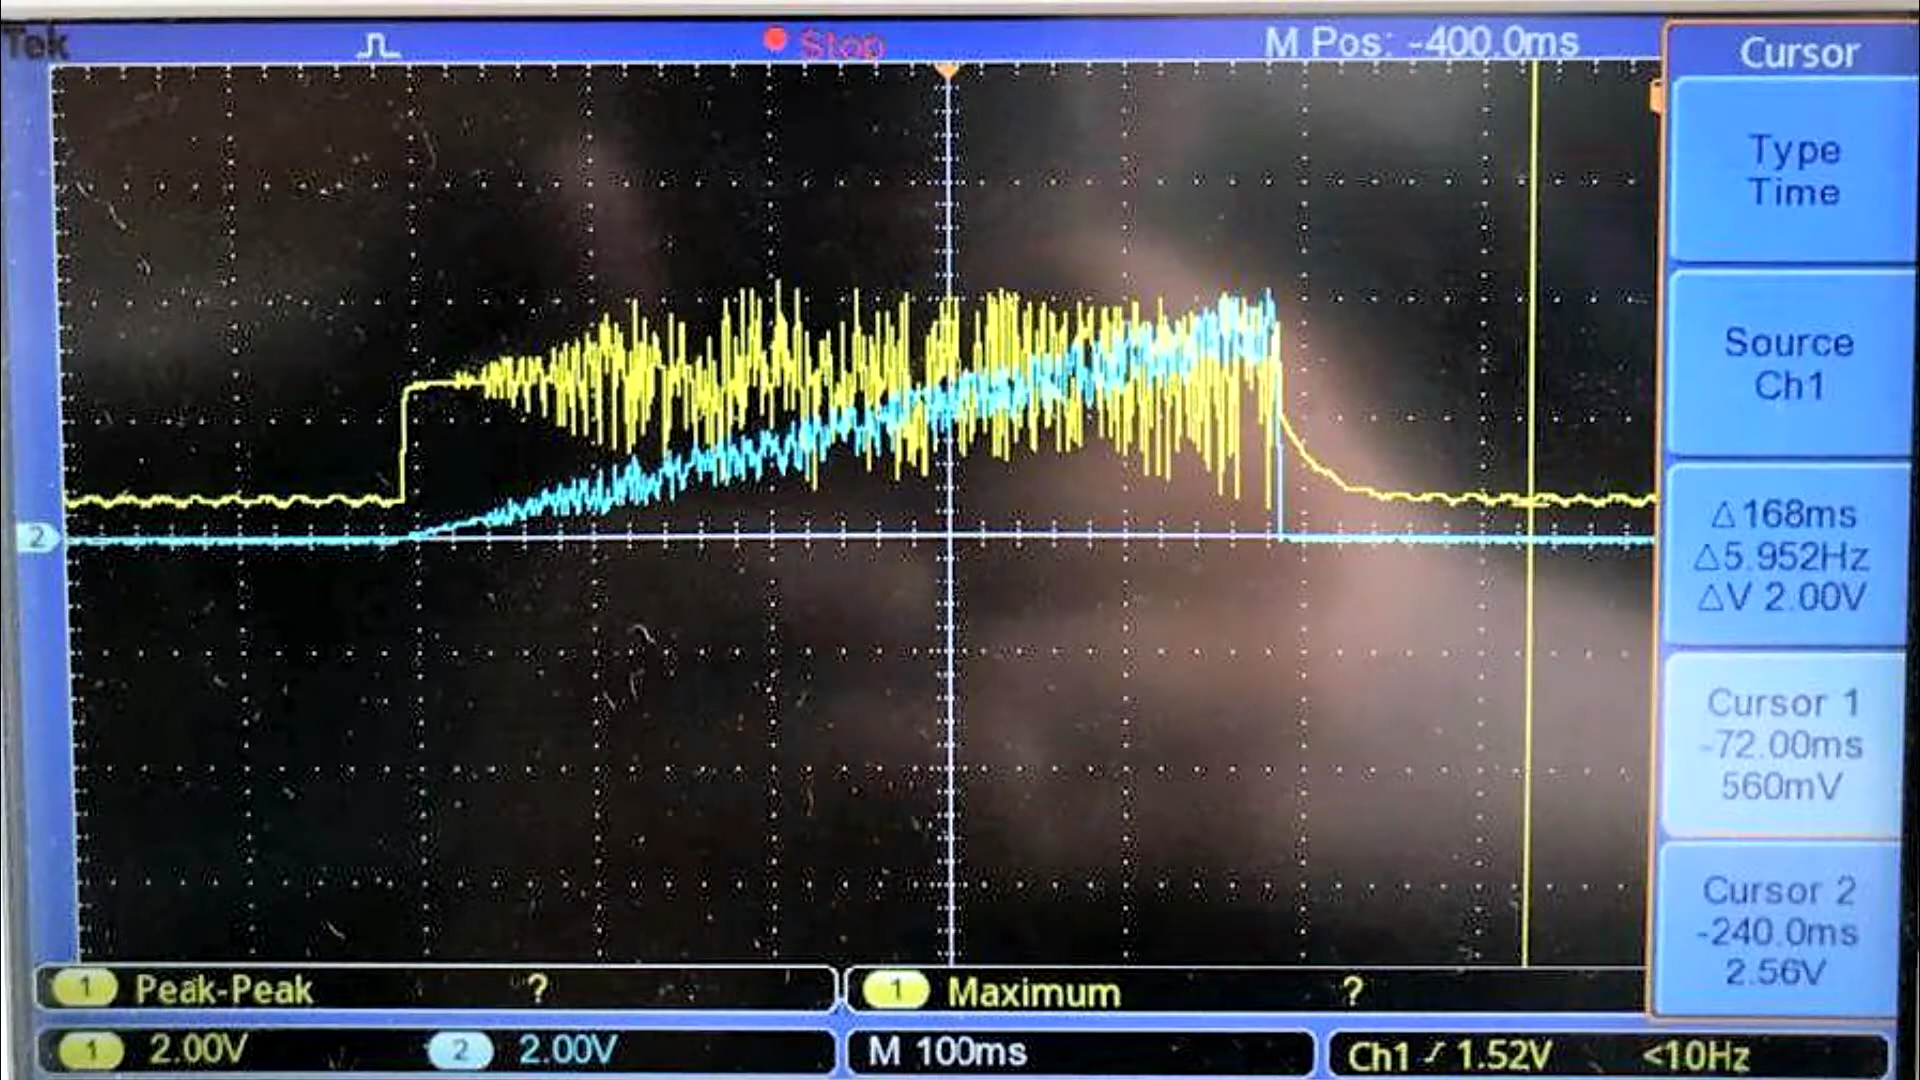 Tek
Stop
M Pos: -400.0ms
Cursor
Type
Time
Source
Ch1
Δ168ms
Δ5.952Hz
ΔV 2.00V
Cursor 1
-72.00ms
560mV
Cursor 2
-240.0ms
2.56V
2
1 Peak-Peak ?
1 Maximum ?
1 2.00V
2 2.00V
M 100ms
Ch1 1.52V
<10Hz